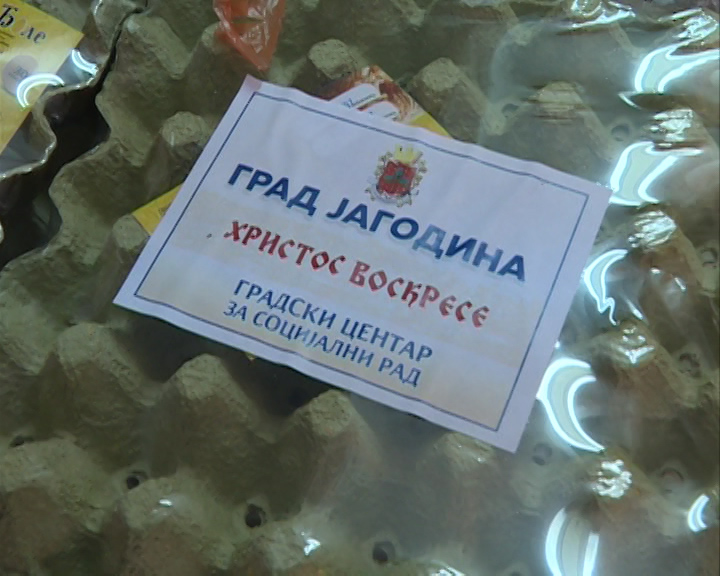 ГРАД ЈАГОДИНА
ХРИСТОС ВОСКРЕСЕ
ГРАДСКИ ЦЕНТАР
ЗА СОЦИЈАЛНИ РАД